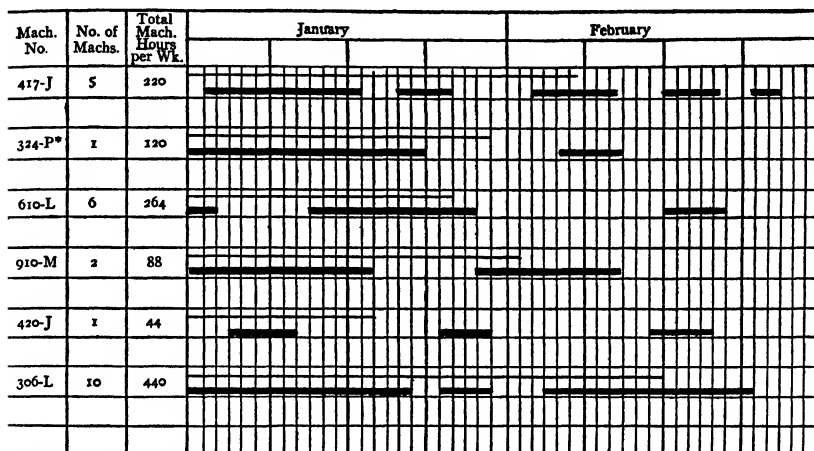 Mach. No. No. of Machs. Total Mach. Hours per Wk. January February
417-J 5 220
324-P* 1 120
610-L 6 264
910-M 2 88
420-J 1 44
306-L 10 440